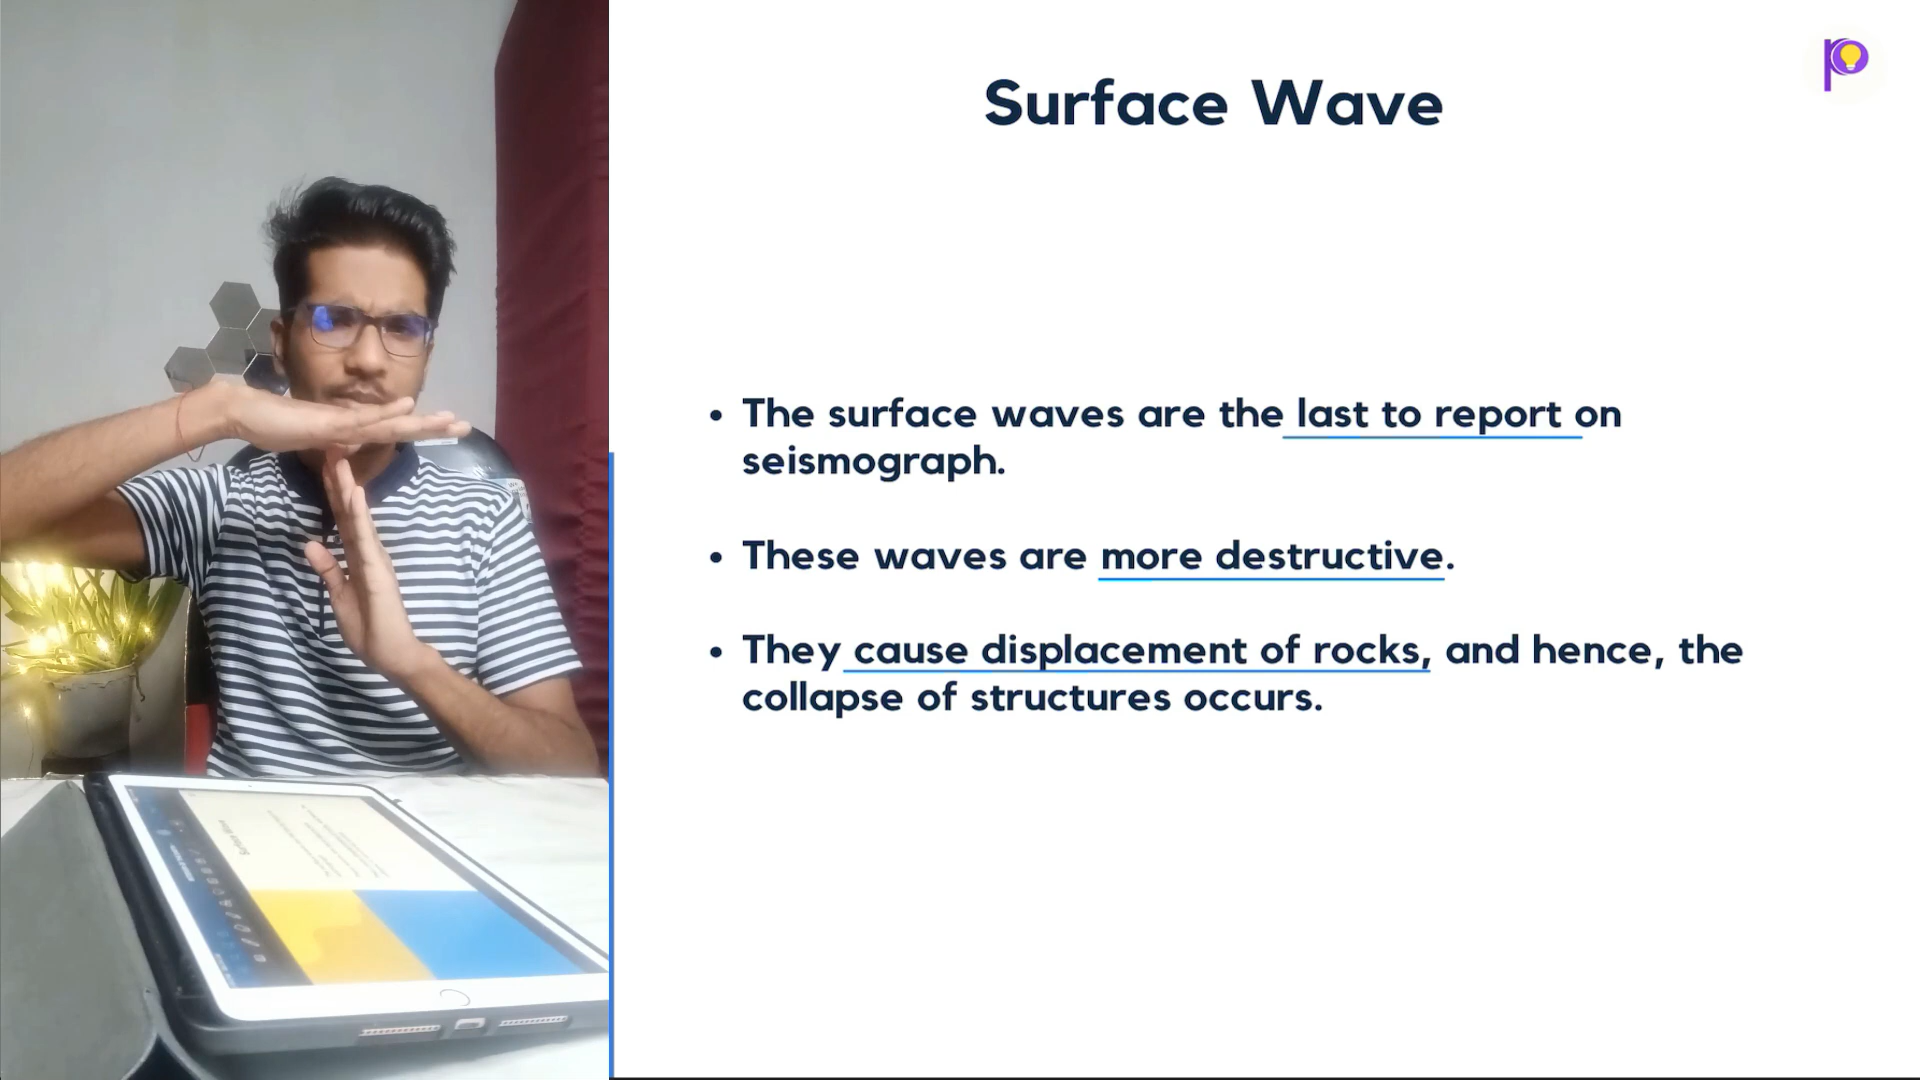 Surface Wave
• The surface waves are the last to report on
seismograph.
• These waves are more destructive.
• They cause displacement of rocks, and hence, the
collapse of structures occurs.